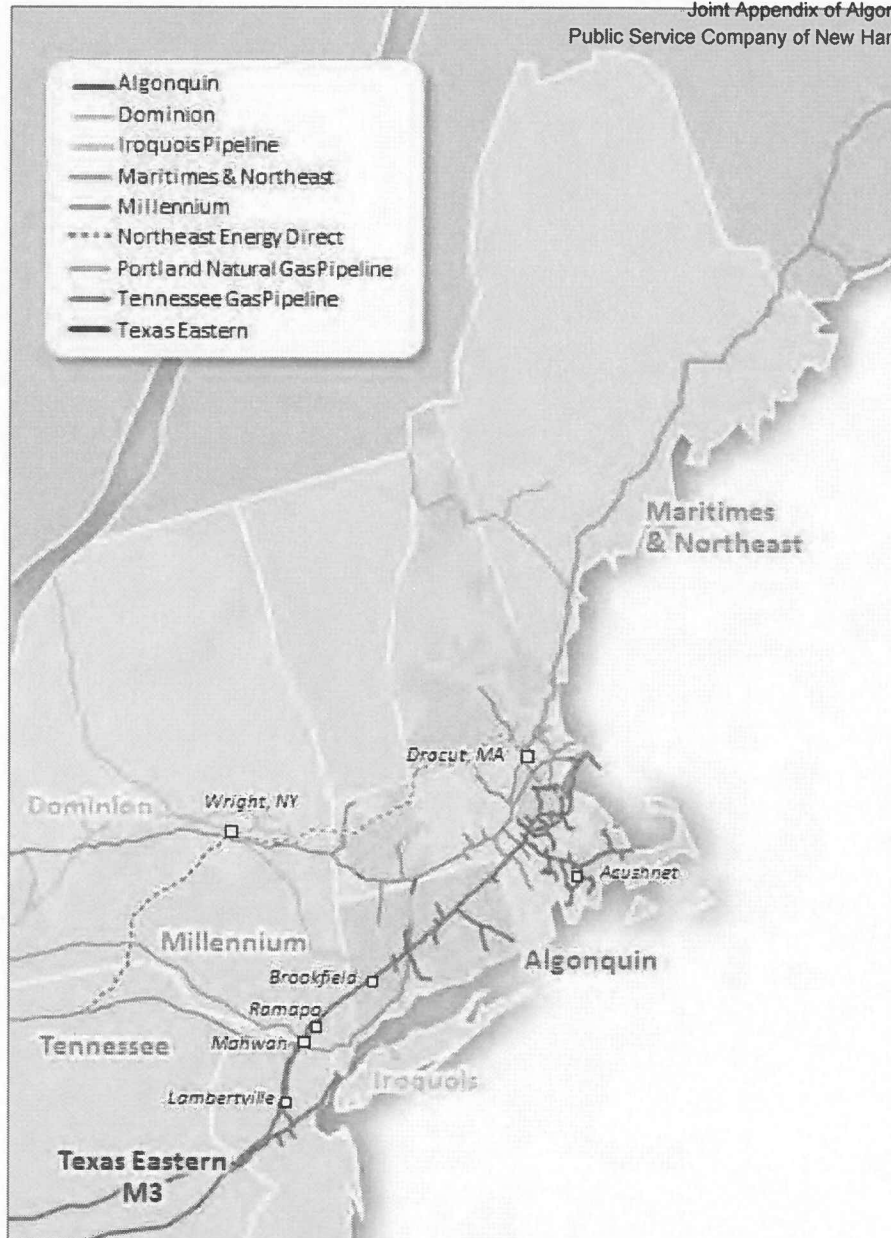 Joint Appendix of Algon
Public Service Company of New Har
Algonquin
Dominion
Iroquois Pipeline
Maritimes & Northeast
Millennium
Northeast Energy Direct
Portland Natural Gas Pipeline
Tennessee Gas Pipeline
Texas Eastern
Maritimes
& Northeast
Dracut, MA
Dominion
Wright, NY
Acushnet
Millennium
Algonquin
Brookfield
Ramapo
Tennessee
Mahwah
Iroquois
Lambertville
Texas Eastern
M3